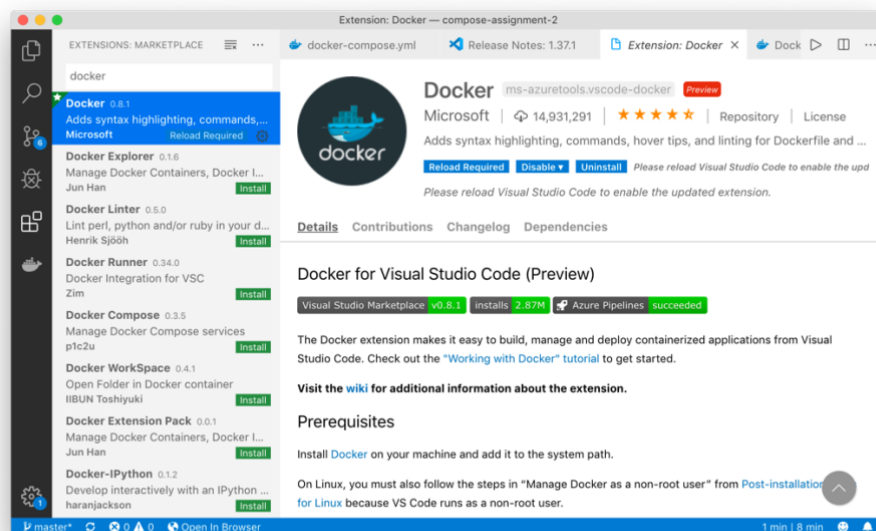 Extension: Docker — compose-assignment-2
EXTENSIONS: MARKETPLACE
docker
Docker 0.8.1
Adds syntax highlighting, commands,...
Microsoft Reload Required
Docker Explorer 0.1.6
Manage Docker Containers, Docker I...
Jun Han Install
Docker Linter 0.5.0
Lint perl, python and/or ruby in your d...
Henrik Sjööh Install
Docker Runner 0.34.0
Docker Integration for VSC
Zim Install
Docker Compose 0.3.5
Manage Docker Compose services
p1c2u Install
Docker WorkSpace 0.4.1
Open Folder in Docker container
IIBUN Toshiyuki Install
Docker Extension Pack 0.0.1
Manage Docker Containers, Docker I...
Jun Han Install
Docker-IPython 0.1.2
Develop interactively with an IPython ...
haranjackson Install
6
1
docker-compose.yml Release Notes: 1.37.1 Extension: Docker Dock
docker
Docker ms-azuretools.vscode-docker Preview
Microsoft 14,931,291 Repository License
Adds syntax highlighting, commands, hover tips, and linting for Dockerfile and ...
Reload Required Disable Uninstall Please reload Visual Studio Code to enable the upd
Please reload Visual Studio Code to enable the updated extension.
Details Contributions Changelog Dependencies
Docker for Visual Studio Code (Preview)
Visual Studio Marketplace v0.8.1 installs 2.87M Azure Pipelines succeeded
The Docker extension makes it easy to build, manage and deploy containerized applications from Visual
Studio Code. Check out the "Working with Docker" tutorial to get started.
Visit the wiki for additional information about the extension.
Prerequisites
Install Docker on your machine and add it to the system path.
On Linux, you must also follow the steps in “Manage Docker as a non-root user” from Post-installation
for Linux because VS Code runs as a non-root user.
master* 0 0 Open In Browser 1 min | 8 min